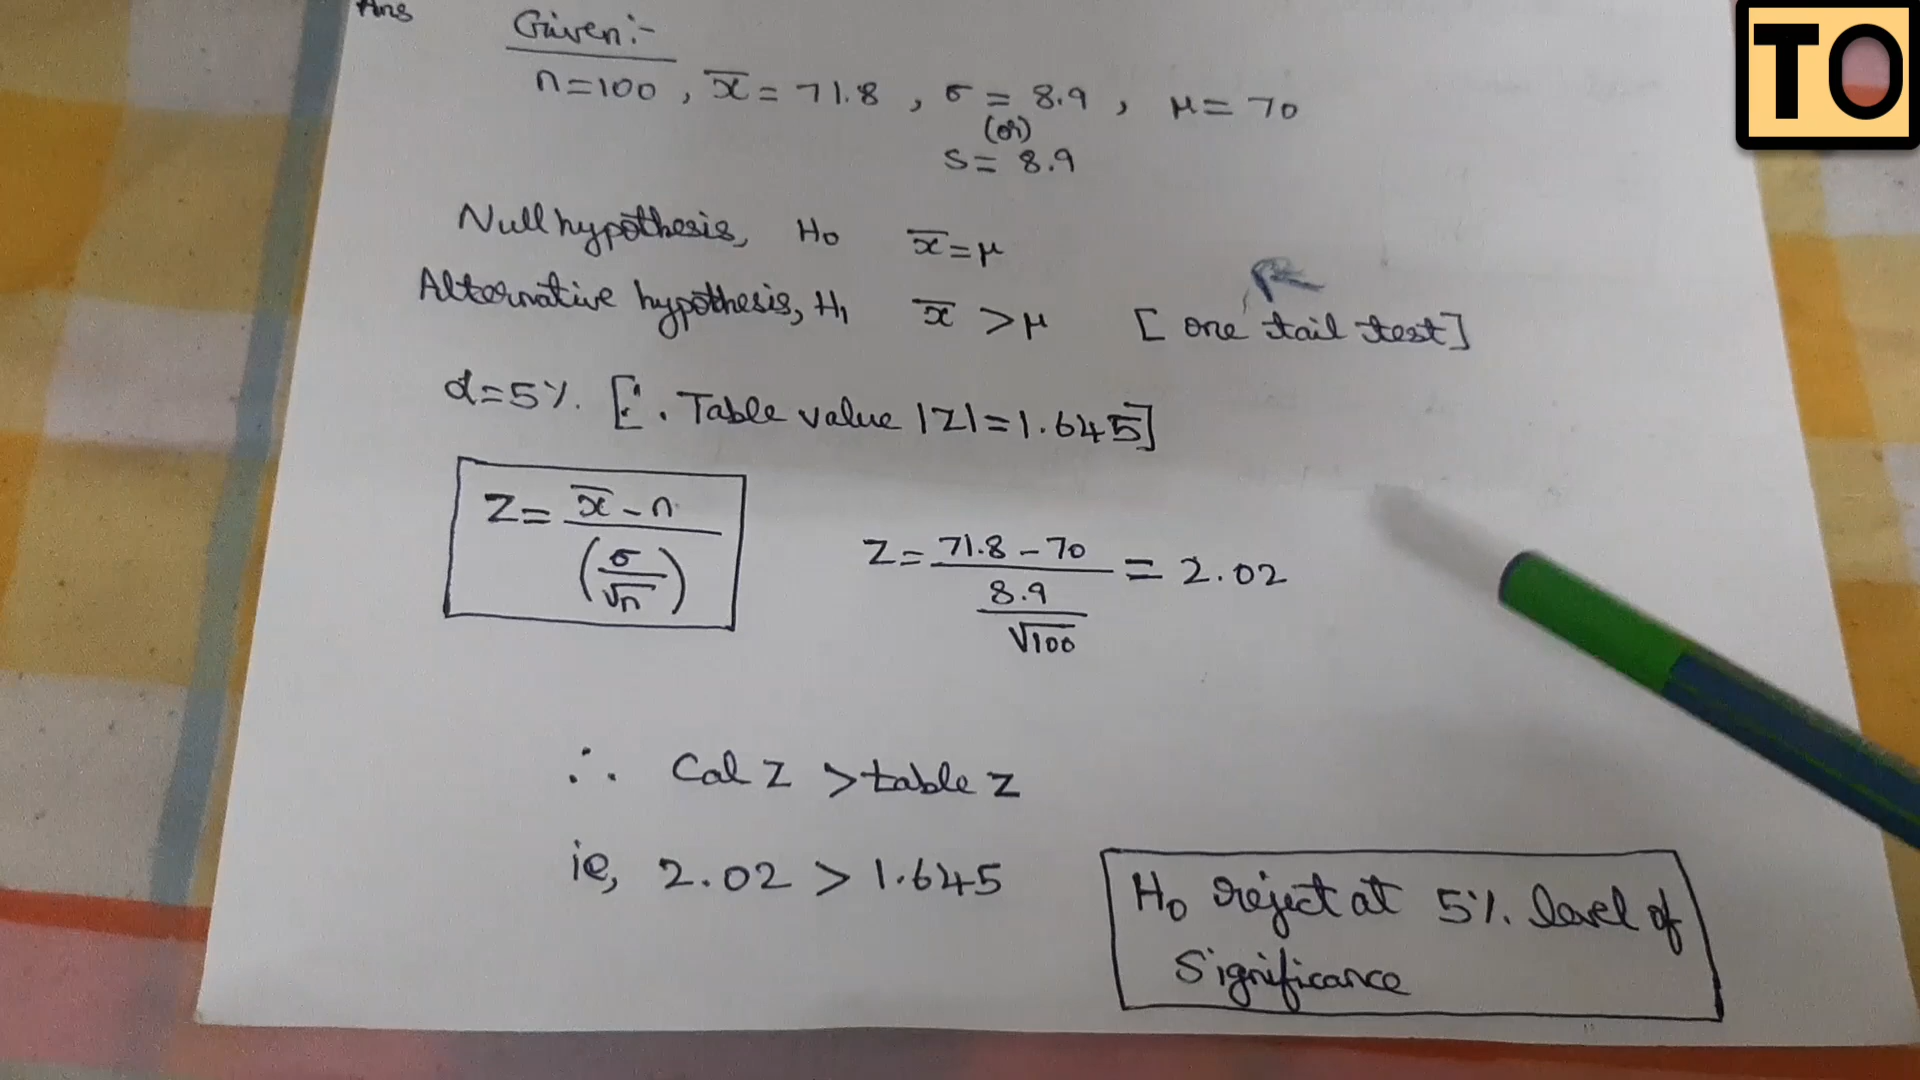 Ans
Given:-
n=100, x̄ = 71.8, σ = 8.9, μ = 70
(or)
s = 8.9
Null hypothesis, H₀ x̄ = μ
Alternative hypothesis, H₁ x̄ > μ [one tail test]
α=5%. [∴ Table value |Z|=1.645]
Z = (x̄ - n) / (σ/√n)
Z = (71.8 - 70) / (8.9/√100) = 2.02
∴ Cal Z > table Z
ie, 2.02 > 1.645
H₀ reject at 5%. level of
Significance
TO